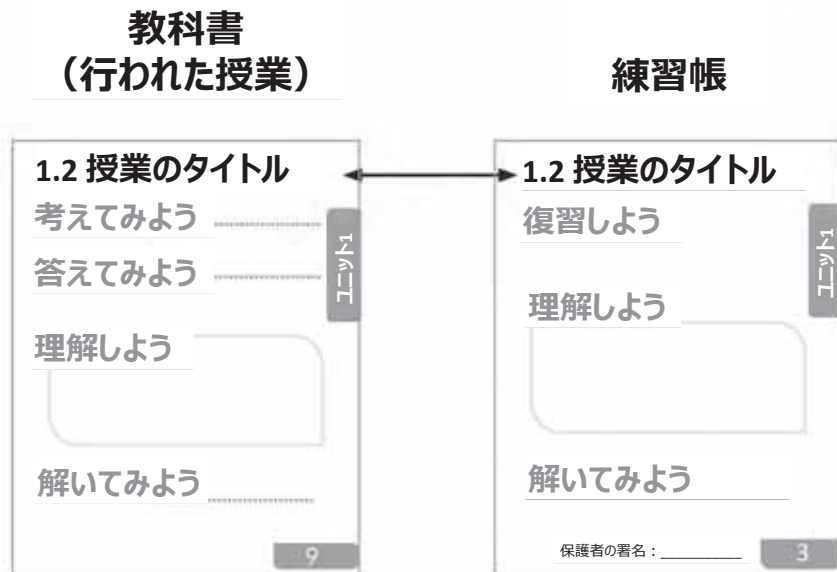 教科書
（行われた授業）
1.2 授業のタイトル
考えてみよう
答えてみよう
理解しよう
解いてみよう
ユニット1
9
練習帳
1.2 授業のタイトル
復習しよう
理解しよう
解いてみよう
ユニット1
保護者の署名：___________
3